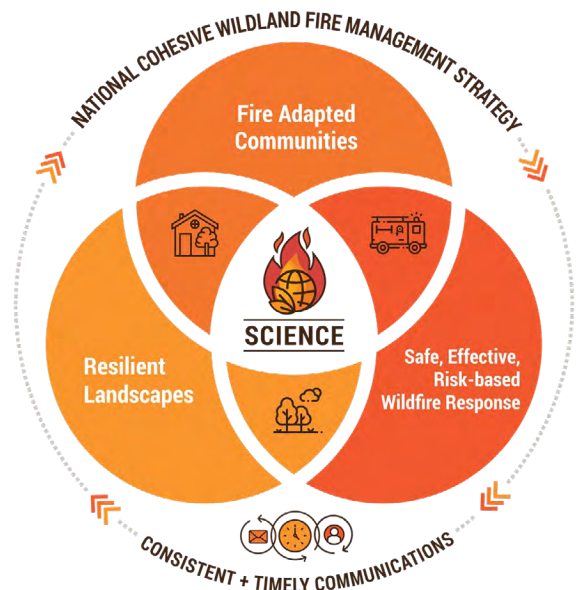 NATIONAL COHESIVE WILDLAND FIRE MANAGEMENT STRATEGY
Fire Adapted
Communities
SCIENCE
Resilient
Landscapes
Safe, Effective,
Risk-based
Wildfire Response
CONSISTENT + TIMELY COMMUNICATIONS